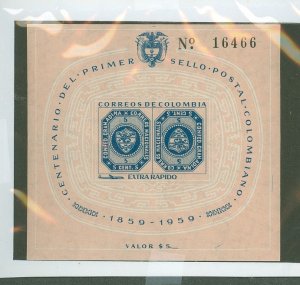 Nº 16466
CENTENARIO · DEL · PRIMER · SELLO · POSTAL · COLOMBIANO
CORREOS DE COLOMBIA
EXTRA RAPIDO
· 1859 - 1959 ·
VALOR $5